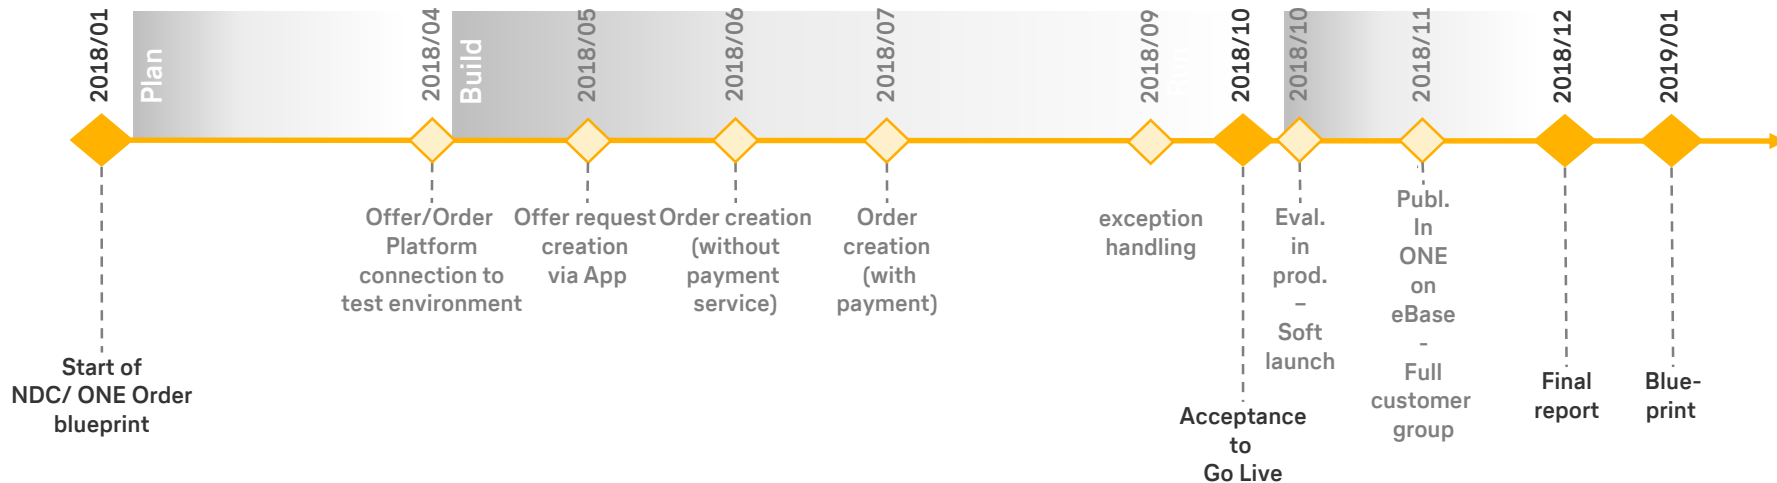 2018/01
Plan
2018/04
Build
2018/05
2018/06
2018/07
2018/09
Run
2018/10
2018/10
2018/11
2018/12
2019/01
Start of
NDC/ ONE Order
blueprint
Offer/Order
Platform
connection to
test environment
Offer request
creation
via App
Order creation
(without
payment
service)
Order
creation
(with
payment)
exception
handling
Acceptance
to
Go Live
Eval.
in
prod.
–
Soft
launch
Publ.
In
ONE
on
eBase
-
Full
customer
group
Final
report
Blue-
print